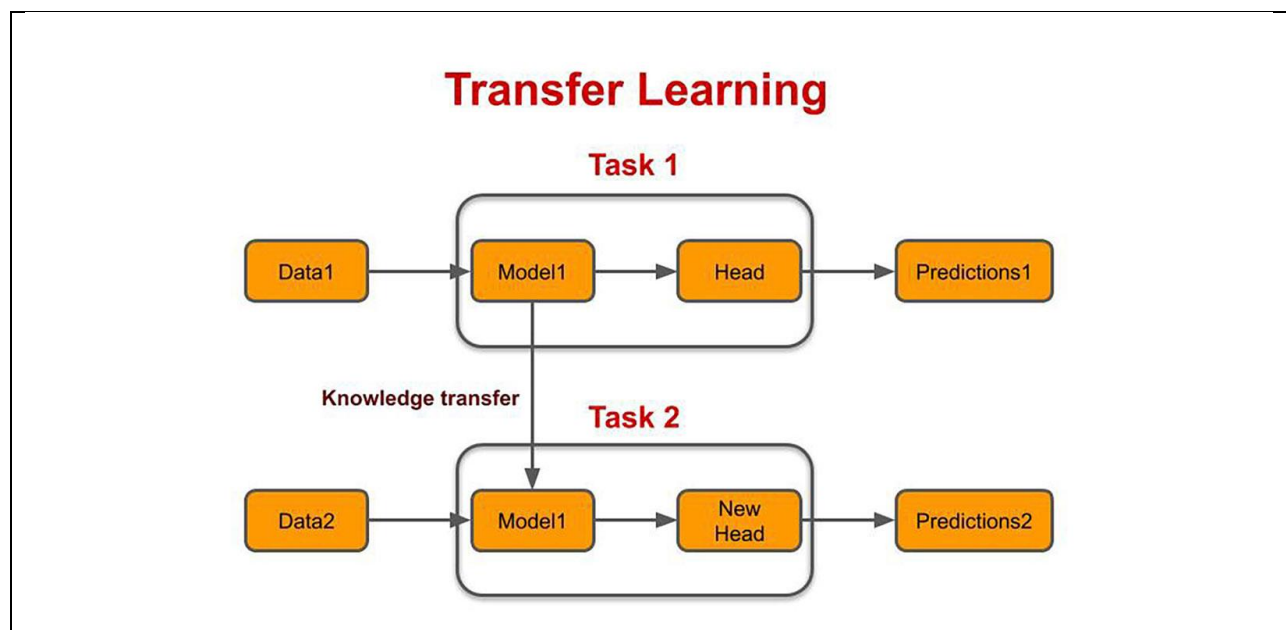 Transfer Learning
Task 1
Data1
Model1
Head
Predictions1
Knowledge transfer
Task 2
Data2
Model1
New
Head
Predictions2